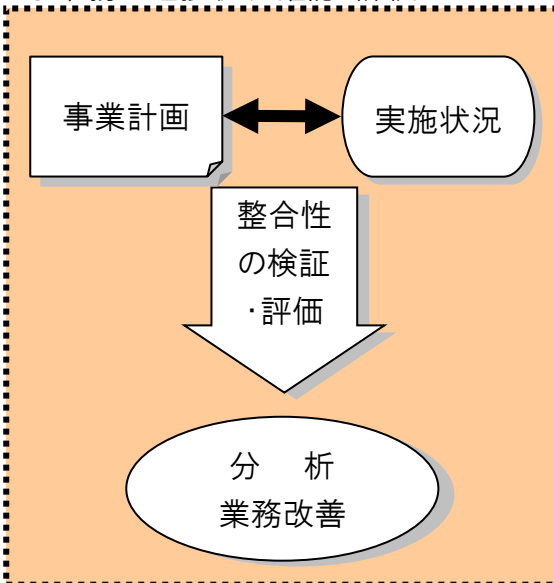 事業計画
実施状況
整合性
の検証
・評価
分　析
業務改善